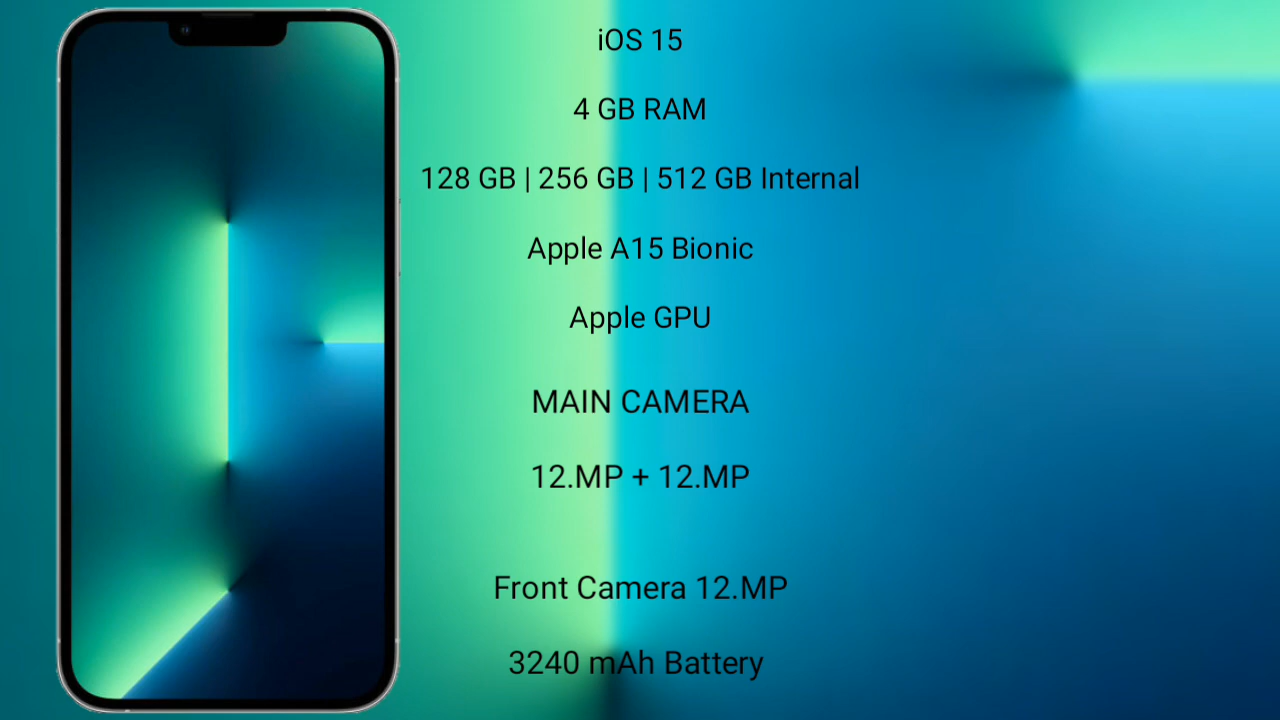 iOS 15
4 GB RAM
128 GB | 256 GB | 512 GB Internal
Apple A15 Bionic
Apple GPU
MAIN CAMERA
12.MP + 12.MP
Front Camera 12.MP
3240 mAh Battery